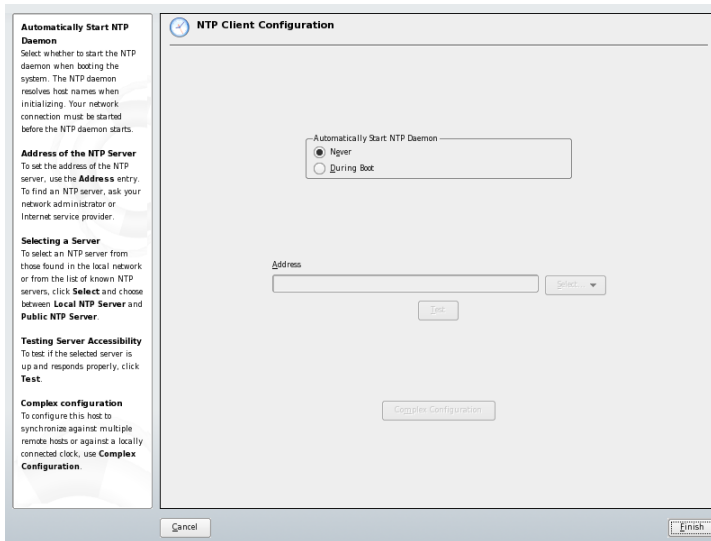 Automatically Start NTP
Daemon
Select whether to start the NTP
daemon when booting the
system. The NTP daemon
resolves host names when
initializing. Your network
connection must be started
before the NTP daemon starts.
Address of the NTP Server
To set the address of the NTP
server, use the Address entry.
To find an NTP server, ask your
network administrator or
Internet service provider.
Selecting a Server
To select an NTP server from
those found in the local network
or from the list of known NTP
servers, click Select and choose
between Local NTP Server and
Public NTP Server.
Testing Server Accessibility
To test if the selected server is
up and responds properly, click
Test.
Complex configuration
To configure this host to
synchronize against multiple
remote hosts or against a locally
connected clock, use Complex
Configuration.
NTP Client Configuration
Automatically Start NTP Daemon
Never
During Boot
Address
Select
Test
Complex Configuration
Cancel
Finish